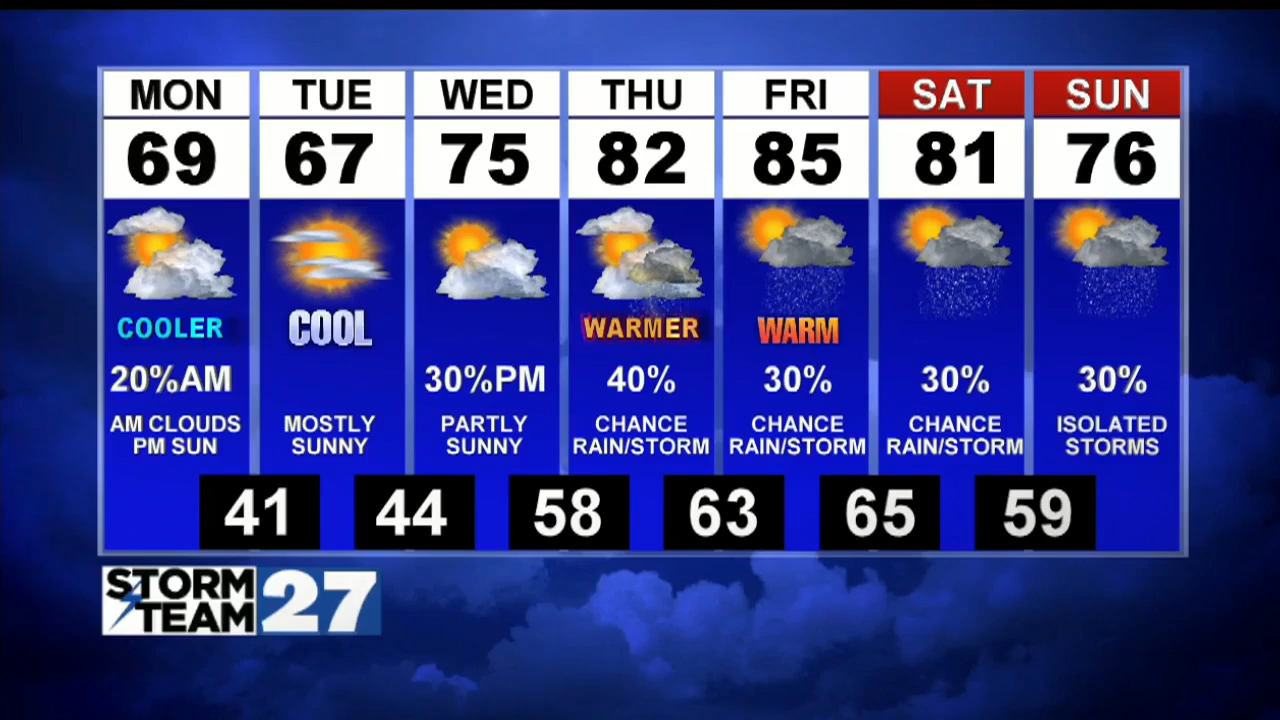 MON TUE WED THU FRI SAT SUN
69 67 75 82 85 81 76
COOLER COOL WARMER WARM
20%AM 30%PM 40% 30% 30% 30%
AM CLOUDS MOSTLY PARTLY CHANCE CHANCE CHANCE ISOLATED
PM SUN SUNNY SUNNY RAIN/STORM RAIN/STORM RAIN/STORM STORMS
41 44 58 63 65 59
STORM
TEAM
27